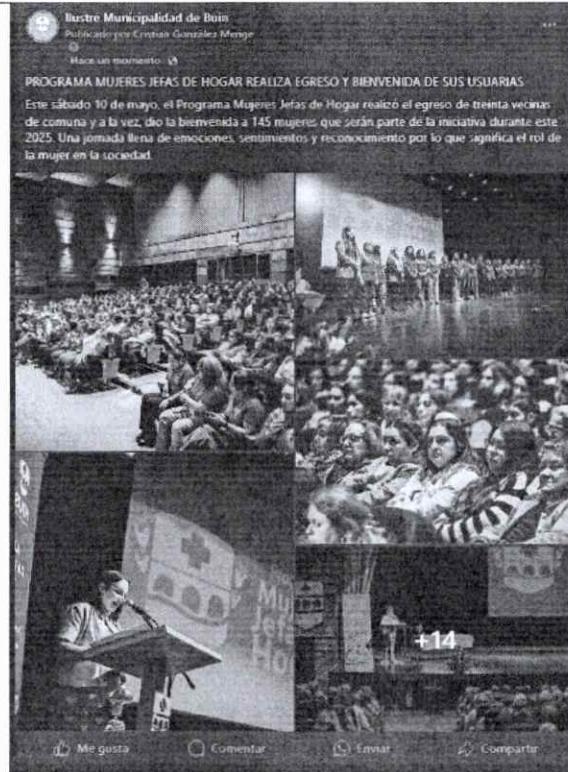 Ilustre Municipalidad de Buin
Publicado por Cristian González Menge
Hace un momento
PROGRAMA MUJERES JEFAS DE HOGAR REALIZA EGRESO Y BIENVENIDA DE SUS USUARIAS
Este sábado 10 de mayo, el Programa Mujeres Jefas de Hogar realizó el egreso de treinta vecinas
de comuna y a la vez, dio la bienvenida a 145 mujeres que serán parte de la iniciativa durante este
2025. Una jornada llena de emociones, sentimientos y reconocimiento por lo que significa el rol de
la mujer en la sociedad.
Muj
Jefa
Ho
+14
Me gusta
Comentar
Enviar
Compartir